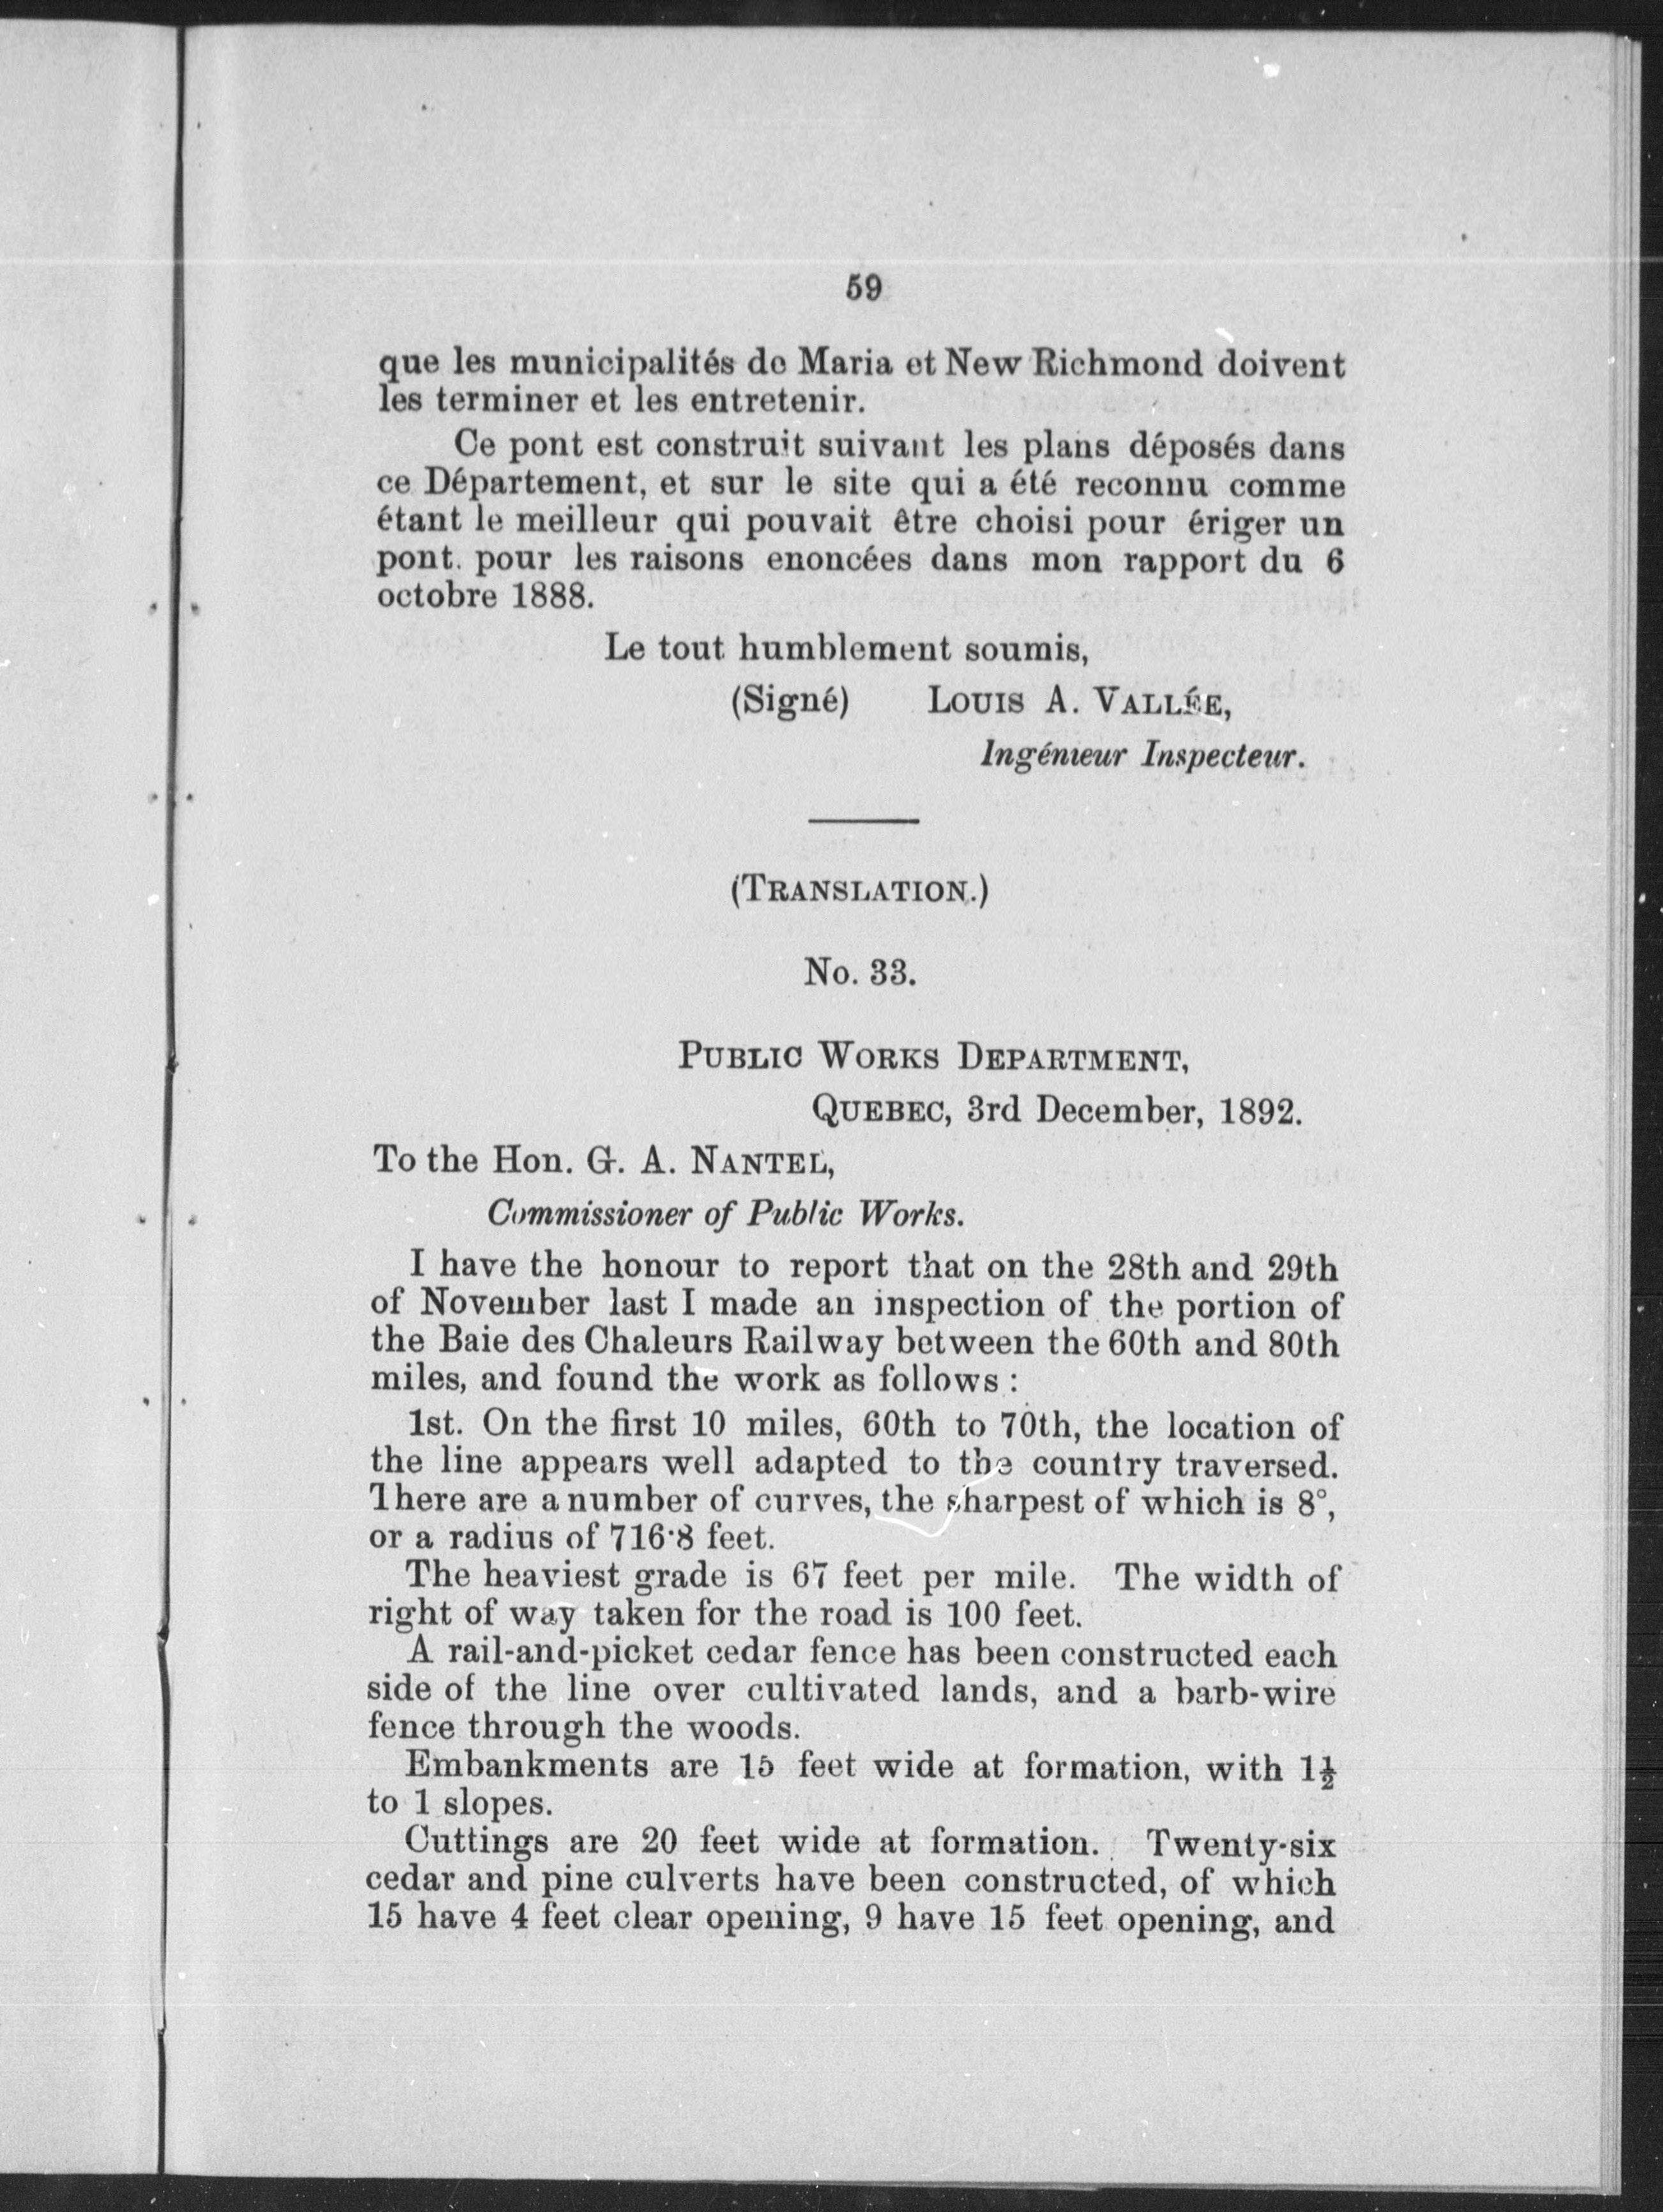 59
que les municipalités de Maria et New Richmond doivent
les terminer et les entretenir.
Ce pont est construit suivant les plans déposés dans
ce Département, et sur le site qui a été reconnu comme
étant le meilleur qui pouvait être choisi pour ériger un
pont. pour les raisons enoncées dans mon rapport du 6
octobre 1888.
Le tout humblement soumis,
(Signé) LOUIS A. VALLÉE,
Ingénieur Inspecteur.
(TRANSLATION.)
No. 33.
PUBLIC WORKS DEPARTMENT,
QUEBEC, 3rd December, 1892.
To the Hon. G. A. NANTEL,
Commissioner of Public Works.
I have the honour to report that on the 28th and 29th
of November last I made an inspection of the portion of
the Baie des Chaleurs Railway between the 60th and 80th
miles, and found the work as follows :
1st. On the first 10 miles, 60th to 70th, the location of
the line appears well adapted to the country traversed.
There are a number of curves, the sharpest of which is 8°,
or a radius of 716·8 feet.
The heaviest grade is 67 feet per mile. The width of
right of way taken for the road is 100 feet.
A rail-and-picket cedar fence has been constructed each
side of the line over cultivated lands, and a barb-wire
fence through the woods.
Embankments are 15 feet wide at formation, with 1½
to 1 slopes.
Cuttings are 20 feet wide at formation. Twenty-six
cedar and pine culverts have been constructed, of which
15 have 4 feet clear opening, 9 have 15 feet opening, and